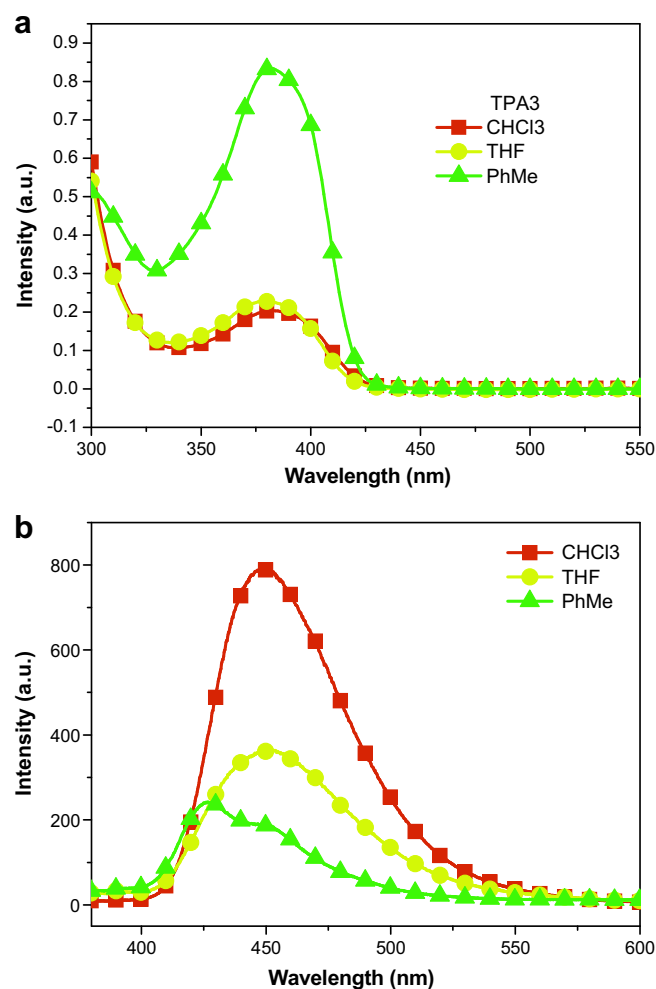 a
0.9
0.8
0.7
0.6
0.5
0.4
0.3
0.2
0.1
0.0
-0.1
Intensity (a.u.)
TPA3
CHCl3
THF
PhMe
300 350 400 450 500 550
Wavelength (nm)
b
800
600
400
200
0
Intensity (a.u.)
CHCl3
THF
PhMe
400 450 500 550 600
Wavelength (nm)